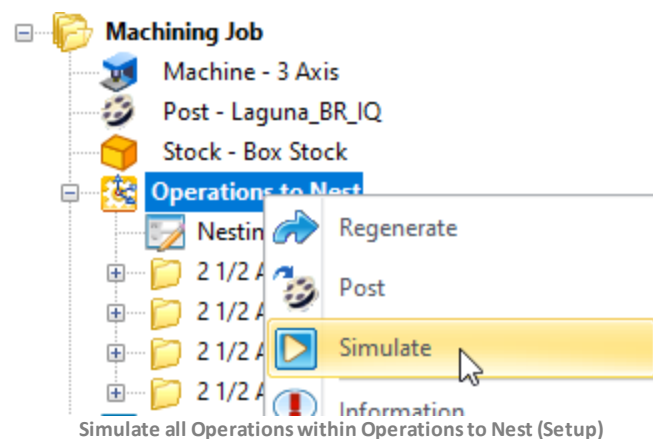 Machining Job
Machine - 3 Axis
Post - Laguna_BR_IQ
Stock - Box Stock
Operations to Nest
Regenerate
2 1/2 A
Post
2 1/2 A
2 1/2 A
Simulate
2 1/2 A
Information
Simulate all Operations within Operations to Nest (Setup)